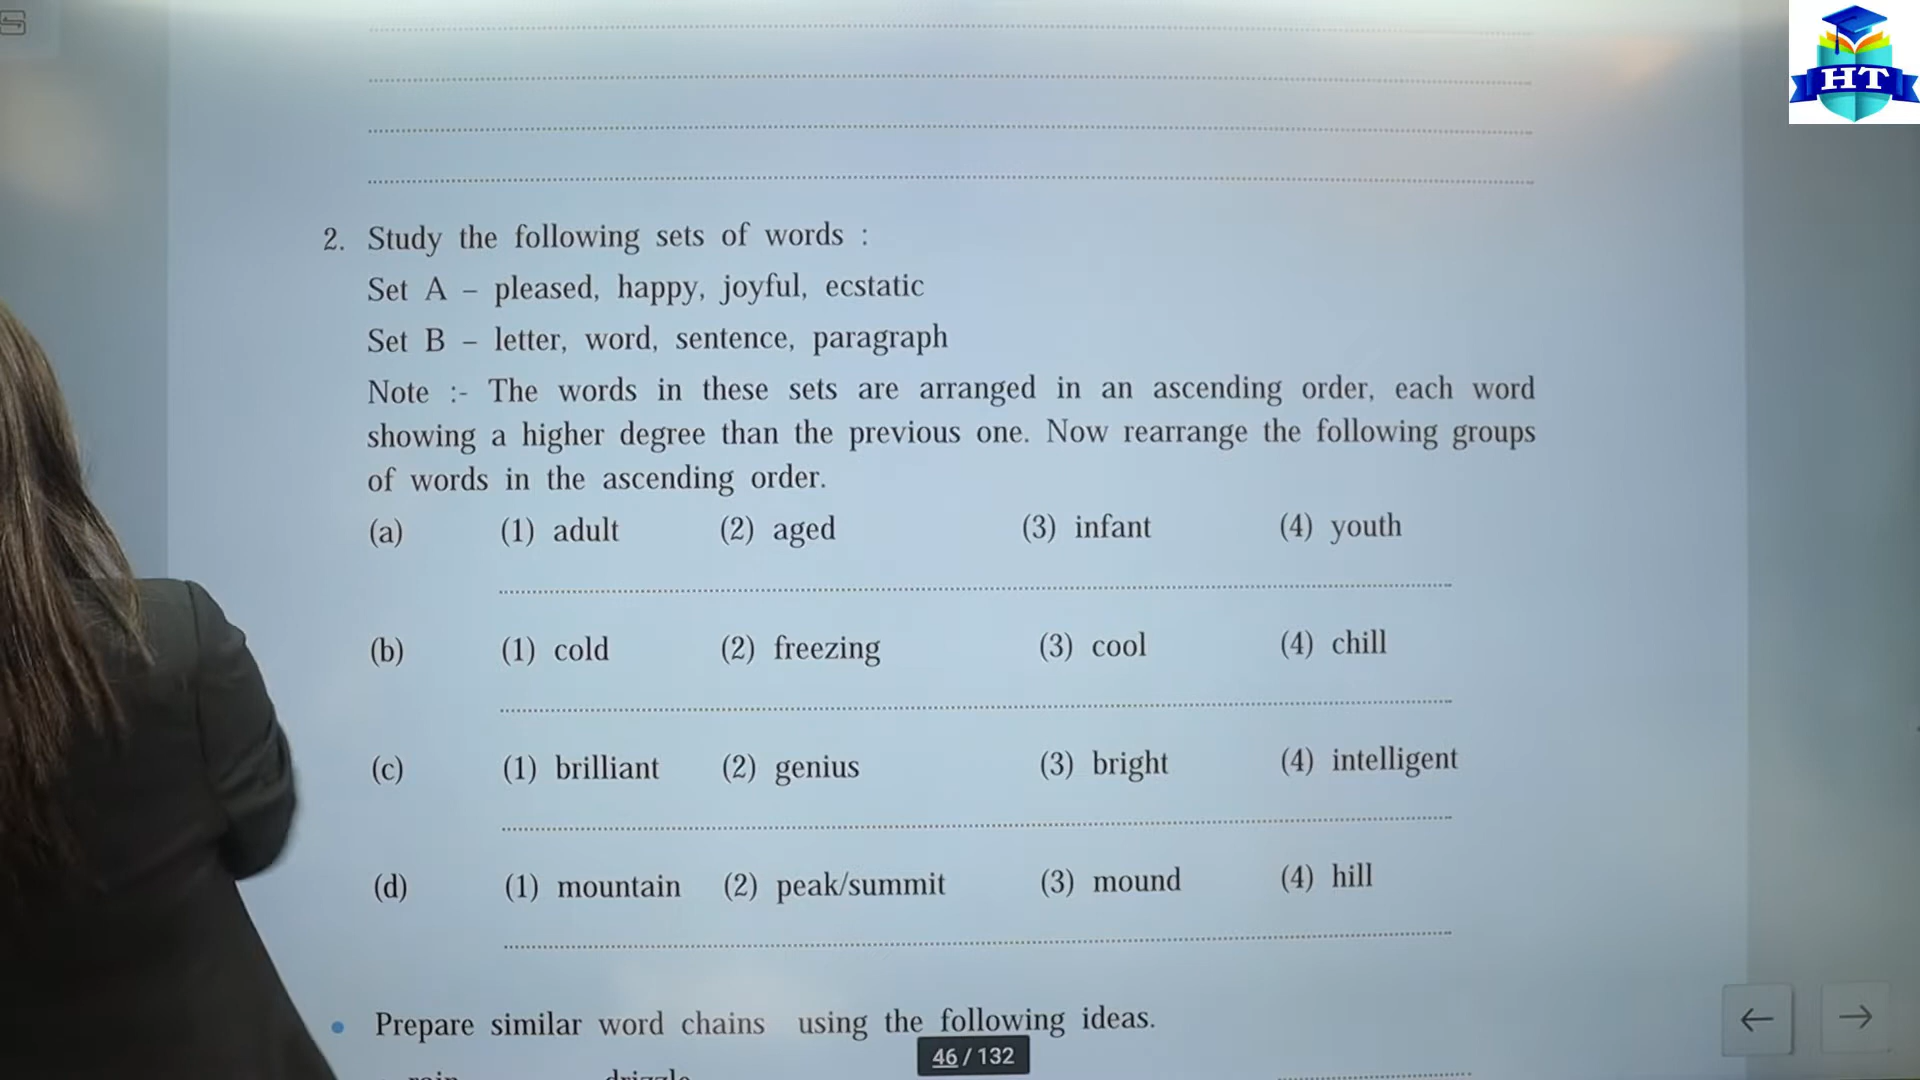 HT
2. Study the following sets of words :
Set A – pleased, happy, joyful, ecstatic
Set B – letter, word, sentence, paragraph
Note :- The words in these sets are arranged in an ascending order, each word
showing a higher degree than the previous one. Now rearrange the following groups
of words in the ascending order.
(a) (1) adult (2) aged (3) infant (4) youth
(b) (1) cold (2) freezing (3) cool (4) chill
(c) (1) brilliant (2) genius (3) bright (4) intelligent
(d) (1) mountain (2) peak/summit (3) mound (4) hill
• Prepare similar word chains using the following ideas.
46 / 132
rain drizzle